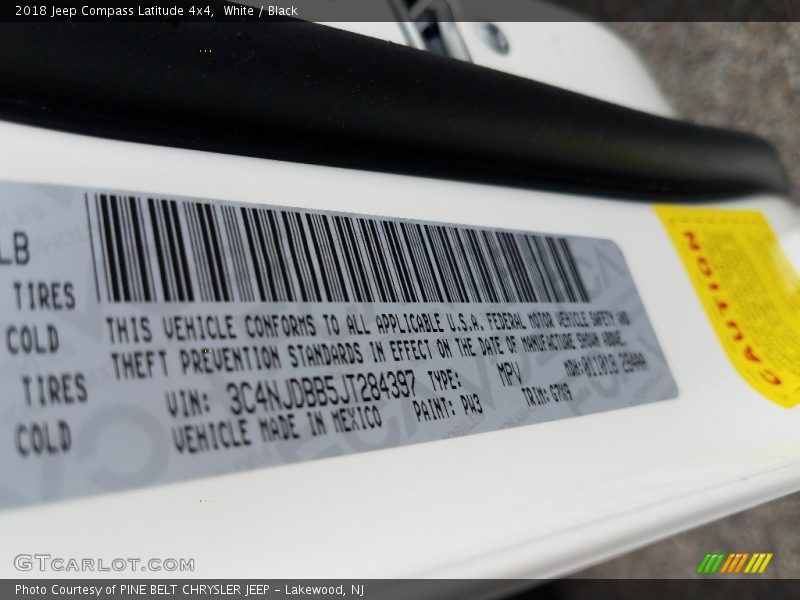 2018 Jeep Compass Latitude 4x4, White / Black
LB
TIRES
COLD
TIRES
COLD
THIS VEHICLE CONFORMS TO ALL APPLICABLE U.S.A. FEDERAL MOTOR VEHICLE SAFETY AND
THEFT PREVENTION STANDARDS IN EFFECT ON THE DATE OF MANUFACTURE SHOWN ABOVE.
VIN: 3C4NJDBB5JT284397 TYPE: MPV
VEHICLE MADE IN MEXICO PAINT: PW3 TRIM:
CAUTION
GTCARLOT.COM
Photo Courtesy of PINE BELT CHRYSLER JEEP - Lakewood, NJ